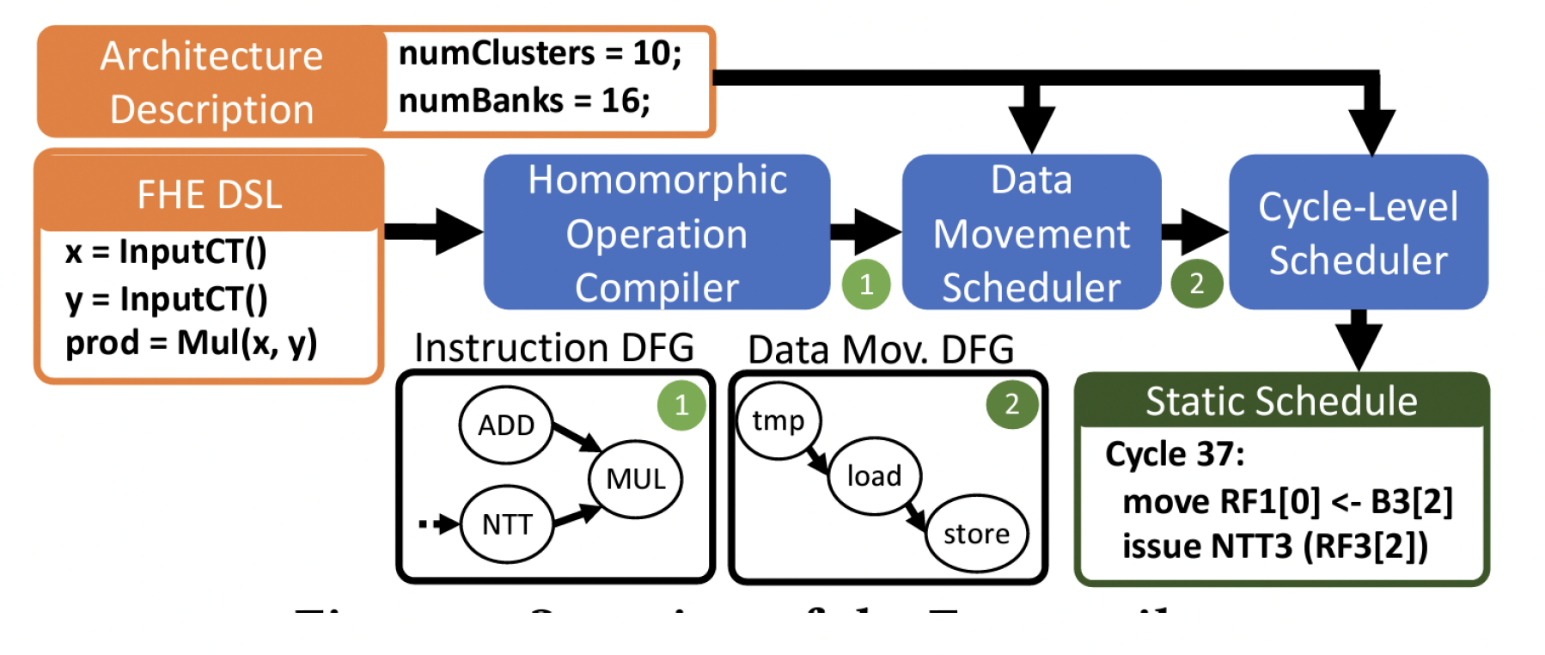 Architecture
Description
numClusters = 10;
numBanks = 16;
FHE DSL
x = InputCT()
y = InputCT()
prod = Mul(x, y)
Homomorphic
Operation
Compiler
1
Data
Movement
Scheduler
2
Cycle-Level
Scheduler
Instruction DFG
1
ADD
MUL
NTT
Data Mov. DFG
2
tmp
load
store
Static Schedule
Cycle 37:
move RF1[0] <- B3[2]
issue NTT3 (RF3[2])